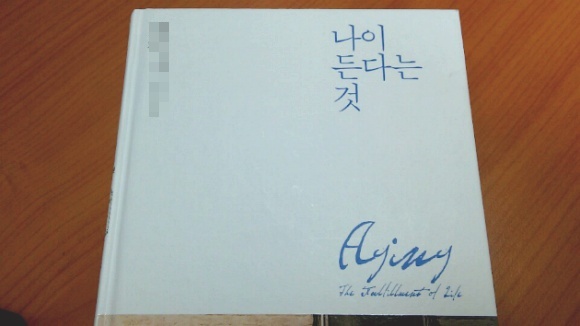 나이
든다는
것
Aging
The Fulfillment of Life